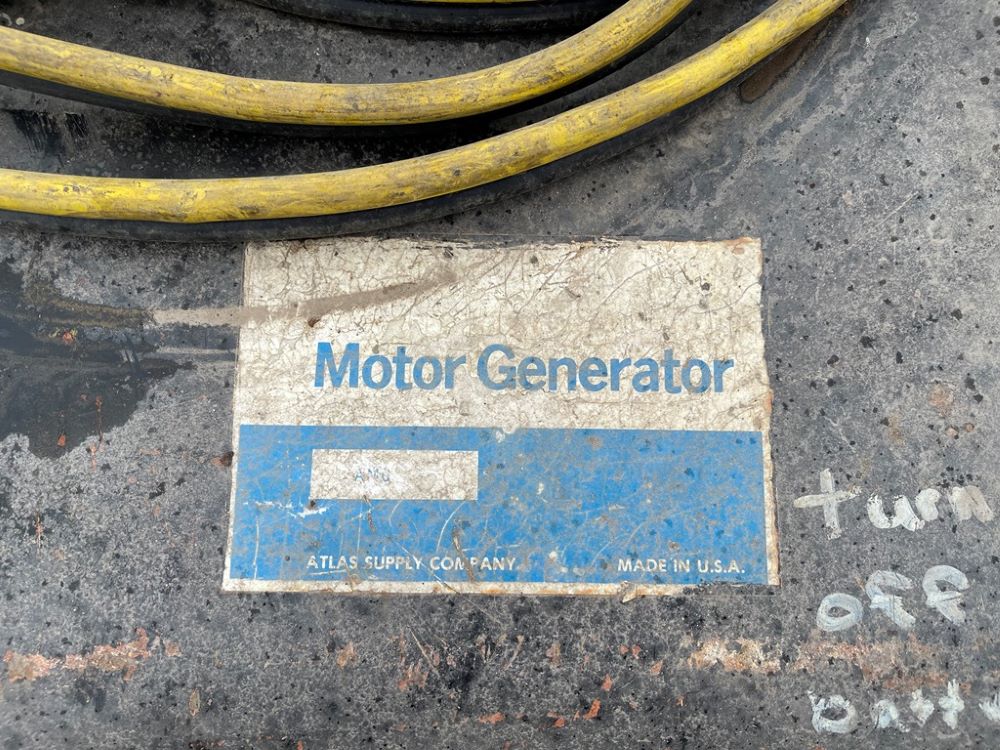 Motor Generator
ATLAS SUPPLY COMPANY MADE IN U.S.A.
turn
off